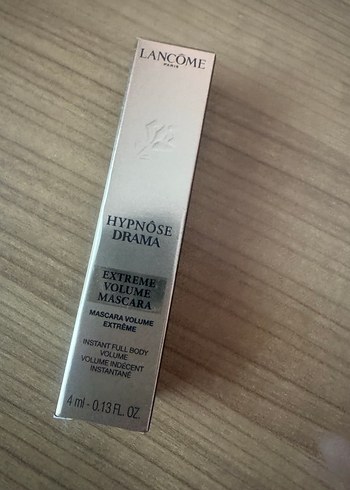 LANCÔME
PARIS
HYPNÔSE
DRAMA
EXTREME
VOLUME
MASCARA
MASCARA VOLUME
EXTRÊME
INSTANT FULL BODY
VOLUME
VOLUME INDÉCENT
INSTANTANÉ
4 ml - 0.13 FL. OZ.